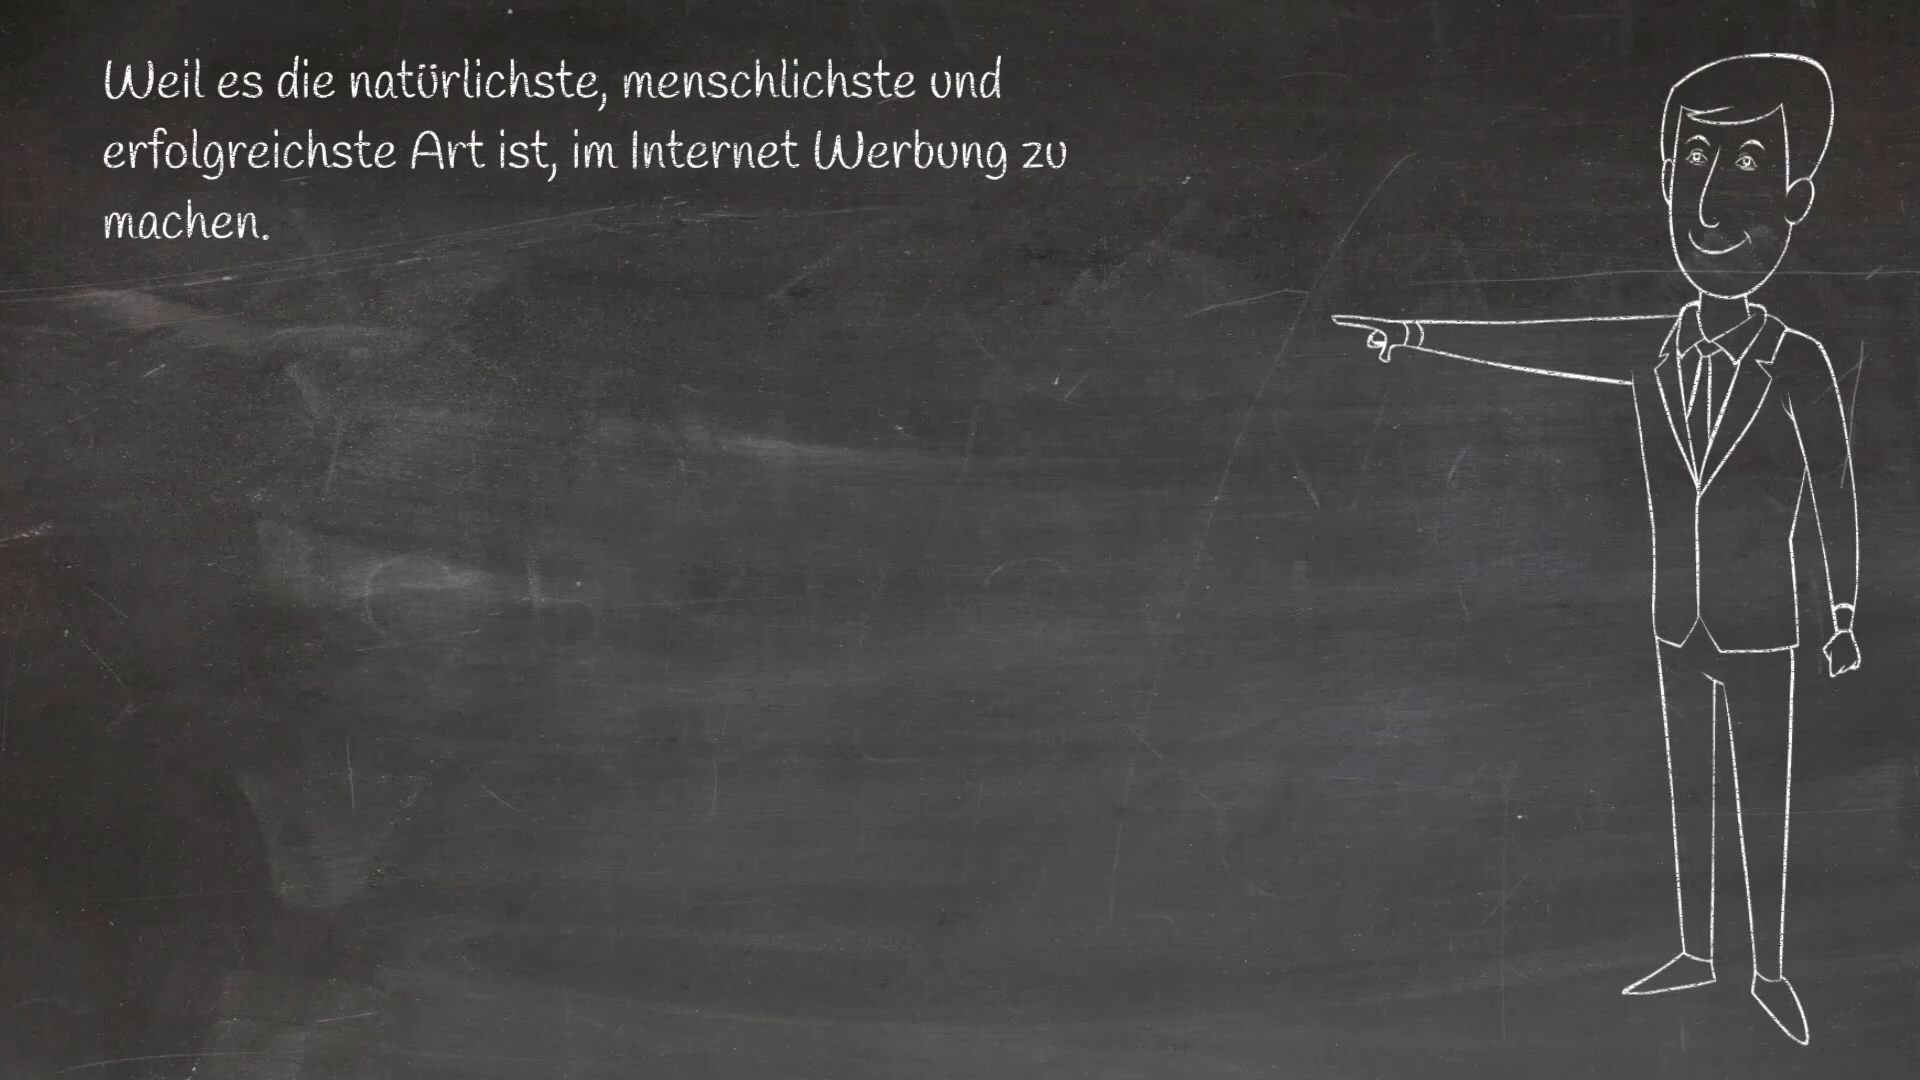 Weil es die natürlichste, menschlichste und
erfolgreichste Art ist, im Internet Werbung zu
machen.